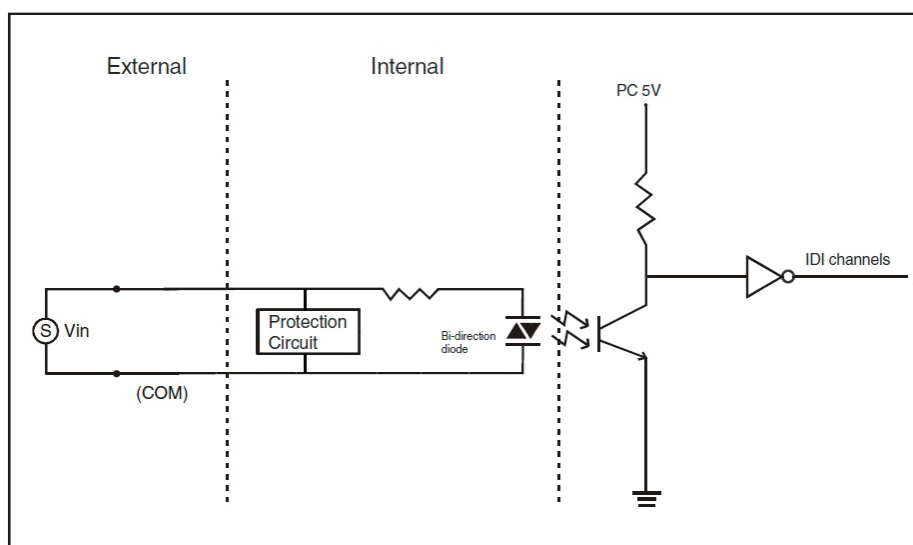 External
Internal
PC 5V
IDI channels
S
Vin
Protection
Circuit
Bi-direction
diode
(COM)